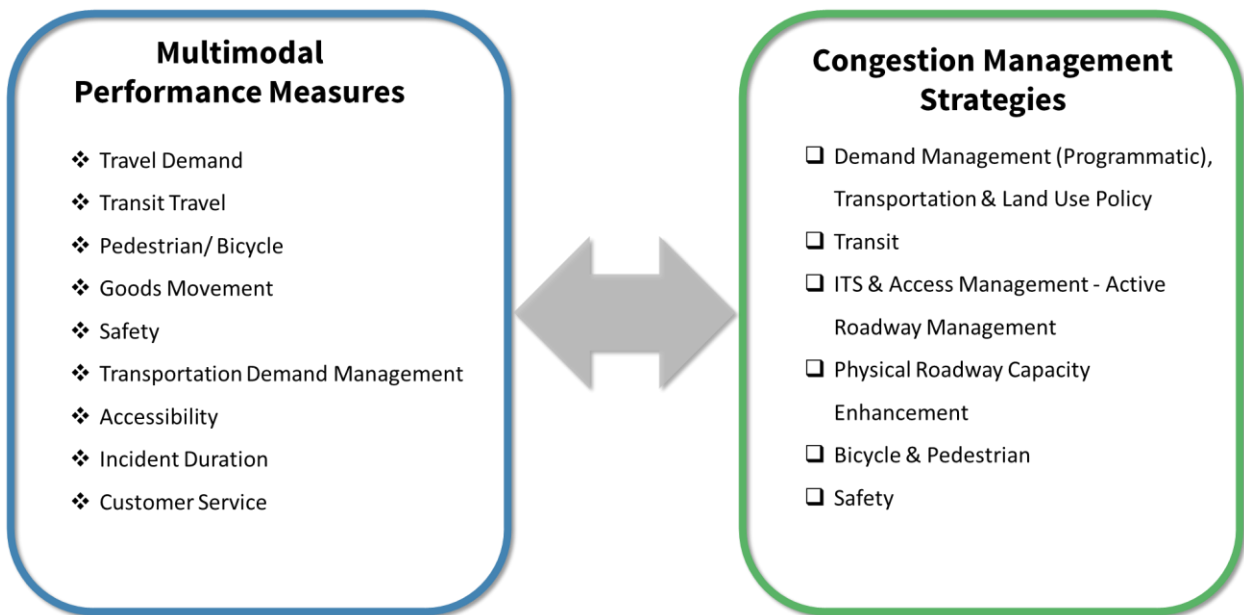 Multimodal
Performance Measures
❖ Travel Demand
❖ Transit Travel
❖ Pedestrian/ Bicycle
❖ Goods Movement
❖ Safety
❖ Transportation Demand Management
❖ Accessibility
❖ Incident Duration
❖ Customer Service
Congestion Management
Strategies
❑ Demand Management (Programmatic),
Transportation & Land Use Policy
❑ Transit
❑ ITS & Access Management - Active
Roadway Management
❑ Physical Roadway Capacity
Enhancement
❑ Bicycle & Pedestrian
❑ Safety